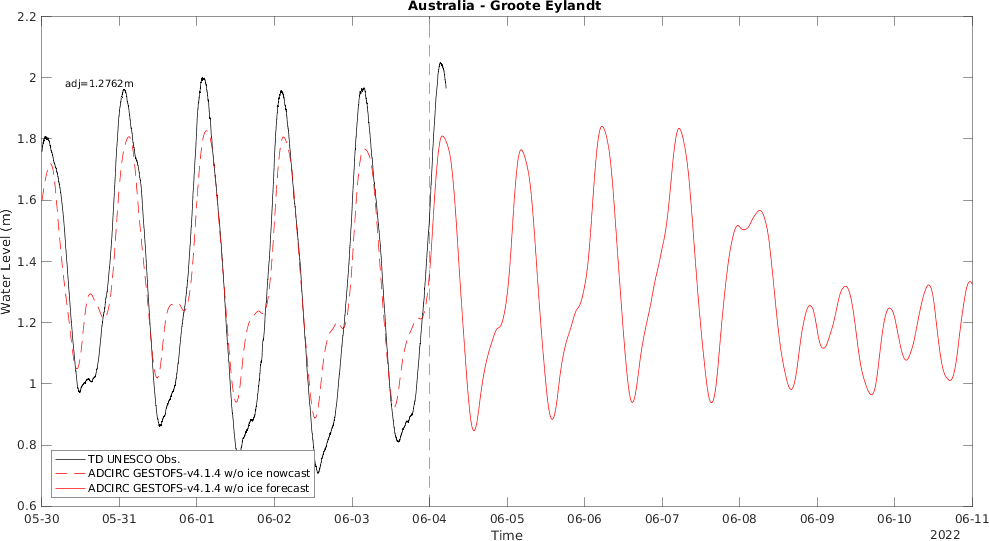 Australia - Groote Eylandt
2.2
2
1.8
1.6
1.4
1.2
1
0.8
0.6
Water Level (m)
adj=1.2762m
TD UNESCO Obs.
ADCIRC GESTOFS-v4.1.4 w/o ice nowcast
ADCIRC GESTOFS-v4.1.4 w/o ice forecast
05-30 05-31 06-01 06-02 06-03 06-04 06-05 06-06 06-07 06-08 06-09 06-10 06-11
Time
2022